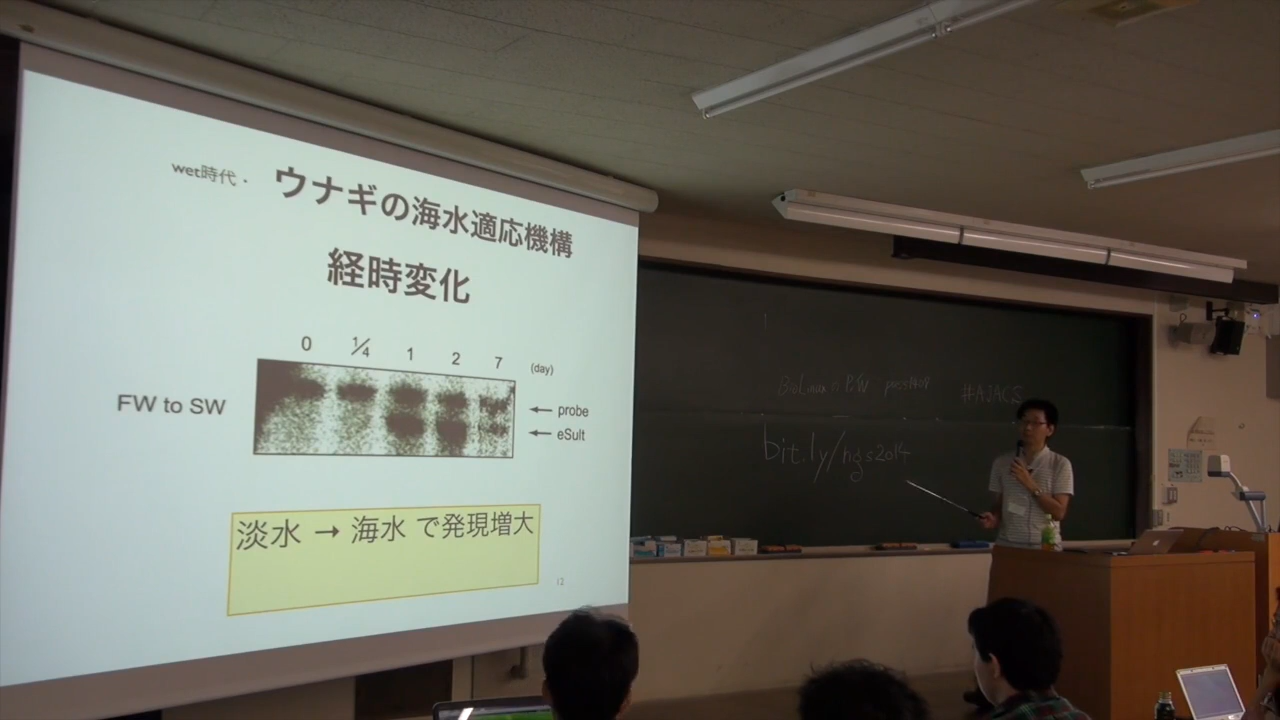 wet時代 -
ウナギの海水適応機構
経時変化
0 1/4 1 2 7 (day)
FW to SW
probe
eSult
淡水 → 海水 で発現増大
12
#AJACS
bit.ly/ngs2014